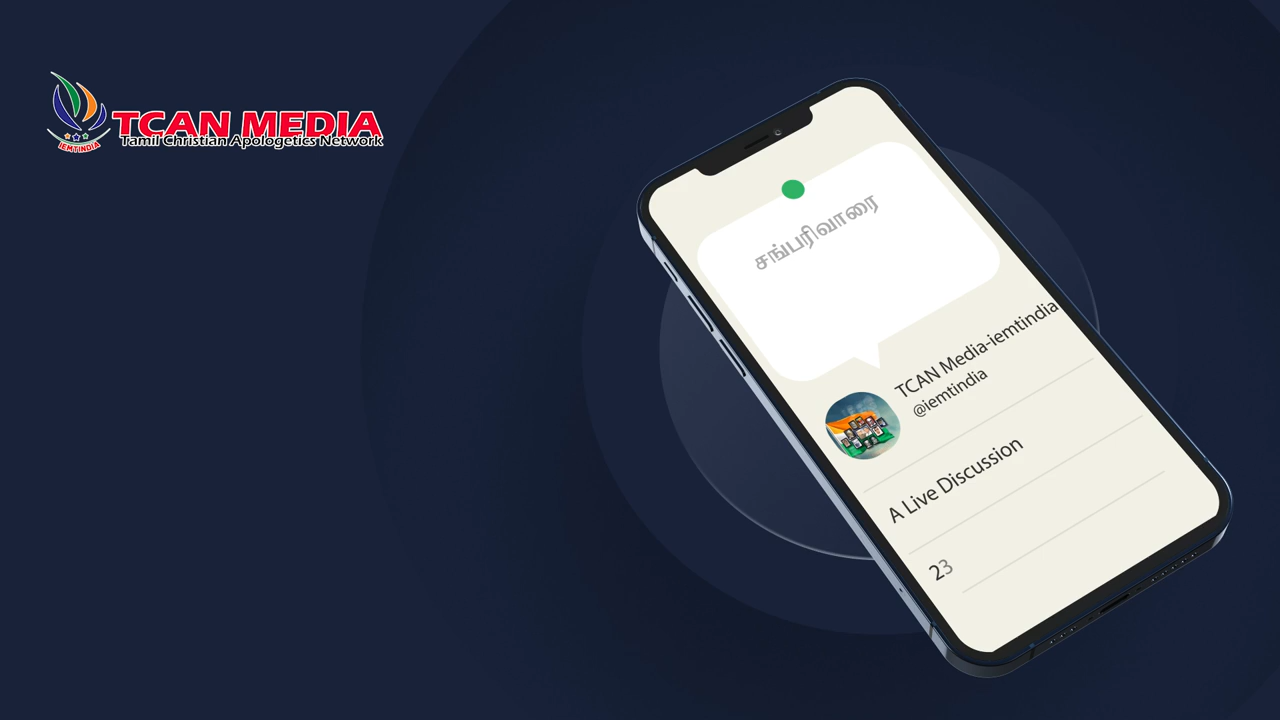 TCAN MEDIA
Tamil Christian Apologetics Network
IEMTINDIA
சங்பரிவாரை
TCAN Media-iemtindia
@iemtindia
A Live Discussion
23